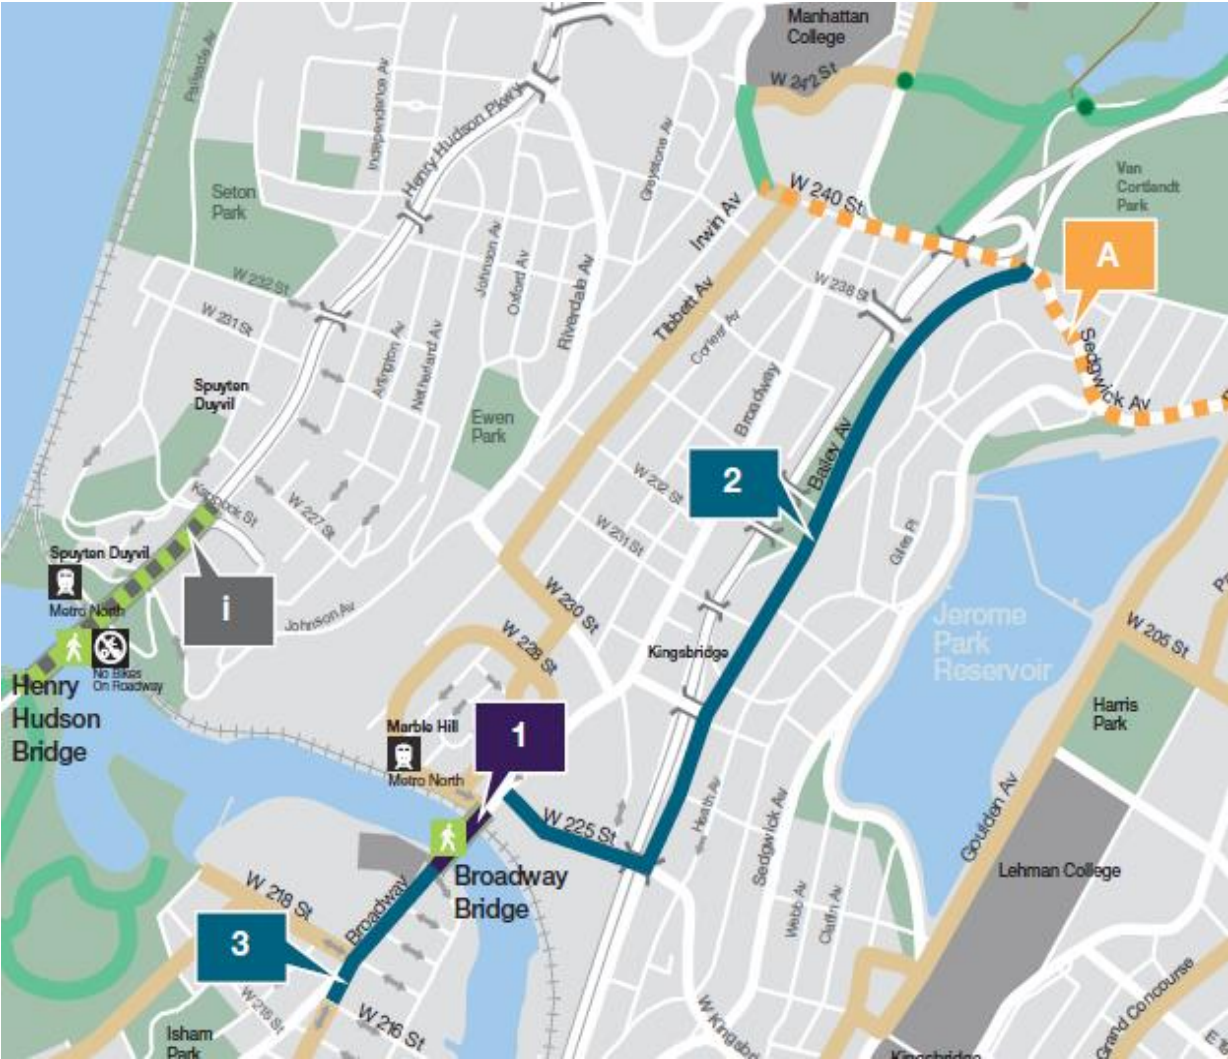 Manhattan
College
Palisade Av
Independence Av
Henry Hudson Pkwy
W 242 St
Greystone Av
Van
Cortlandt
Park
Seton
Park
W 240 St
Irwin Av
A
Johnson Av
Oxford Av
Riverdale Av
W 232 St
W 231 St
Tibbett Av
W 238 St
Corlear Av
Sedgwick Av
Arlington Av
Netherland Av
Spuyten
Duyvil
Broadway
Ewen
Park
Bailey Av
2
W 232 St
Kappock St
W 227 St
W 231 St
Giles Pl
Spuyten Duyvil
Metro North
i
Johnson Av
W 230 St
W 228 St
Jerome
Park
Reservoir
W 205 St
Kingsbridge
No Bikes
On Roadway
Henry
Hudson
Bridge
Harris
Park
Marble Hill
Metro North
1
W 225 St
Heath Av
Sedgwick Av
Goulden Av
Lehman College
Broadway
Bridge
W 218 St
Broadway
Webb Av
Claflin Av
3
W 215 St
W 216 St
Isham
Park
Grand Concourse
W Kingsbri
Kingsbridge